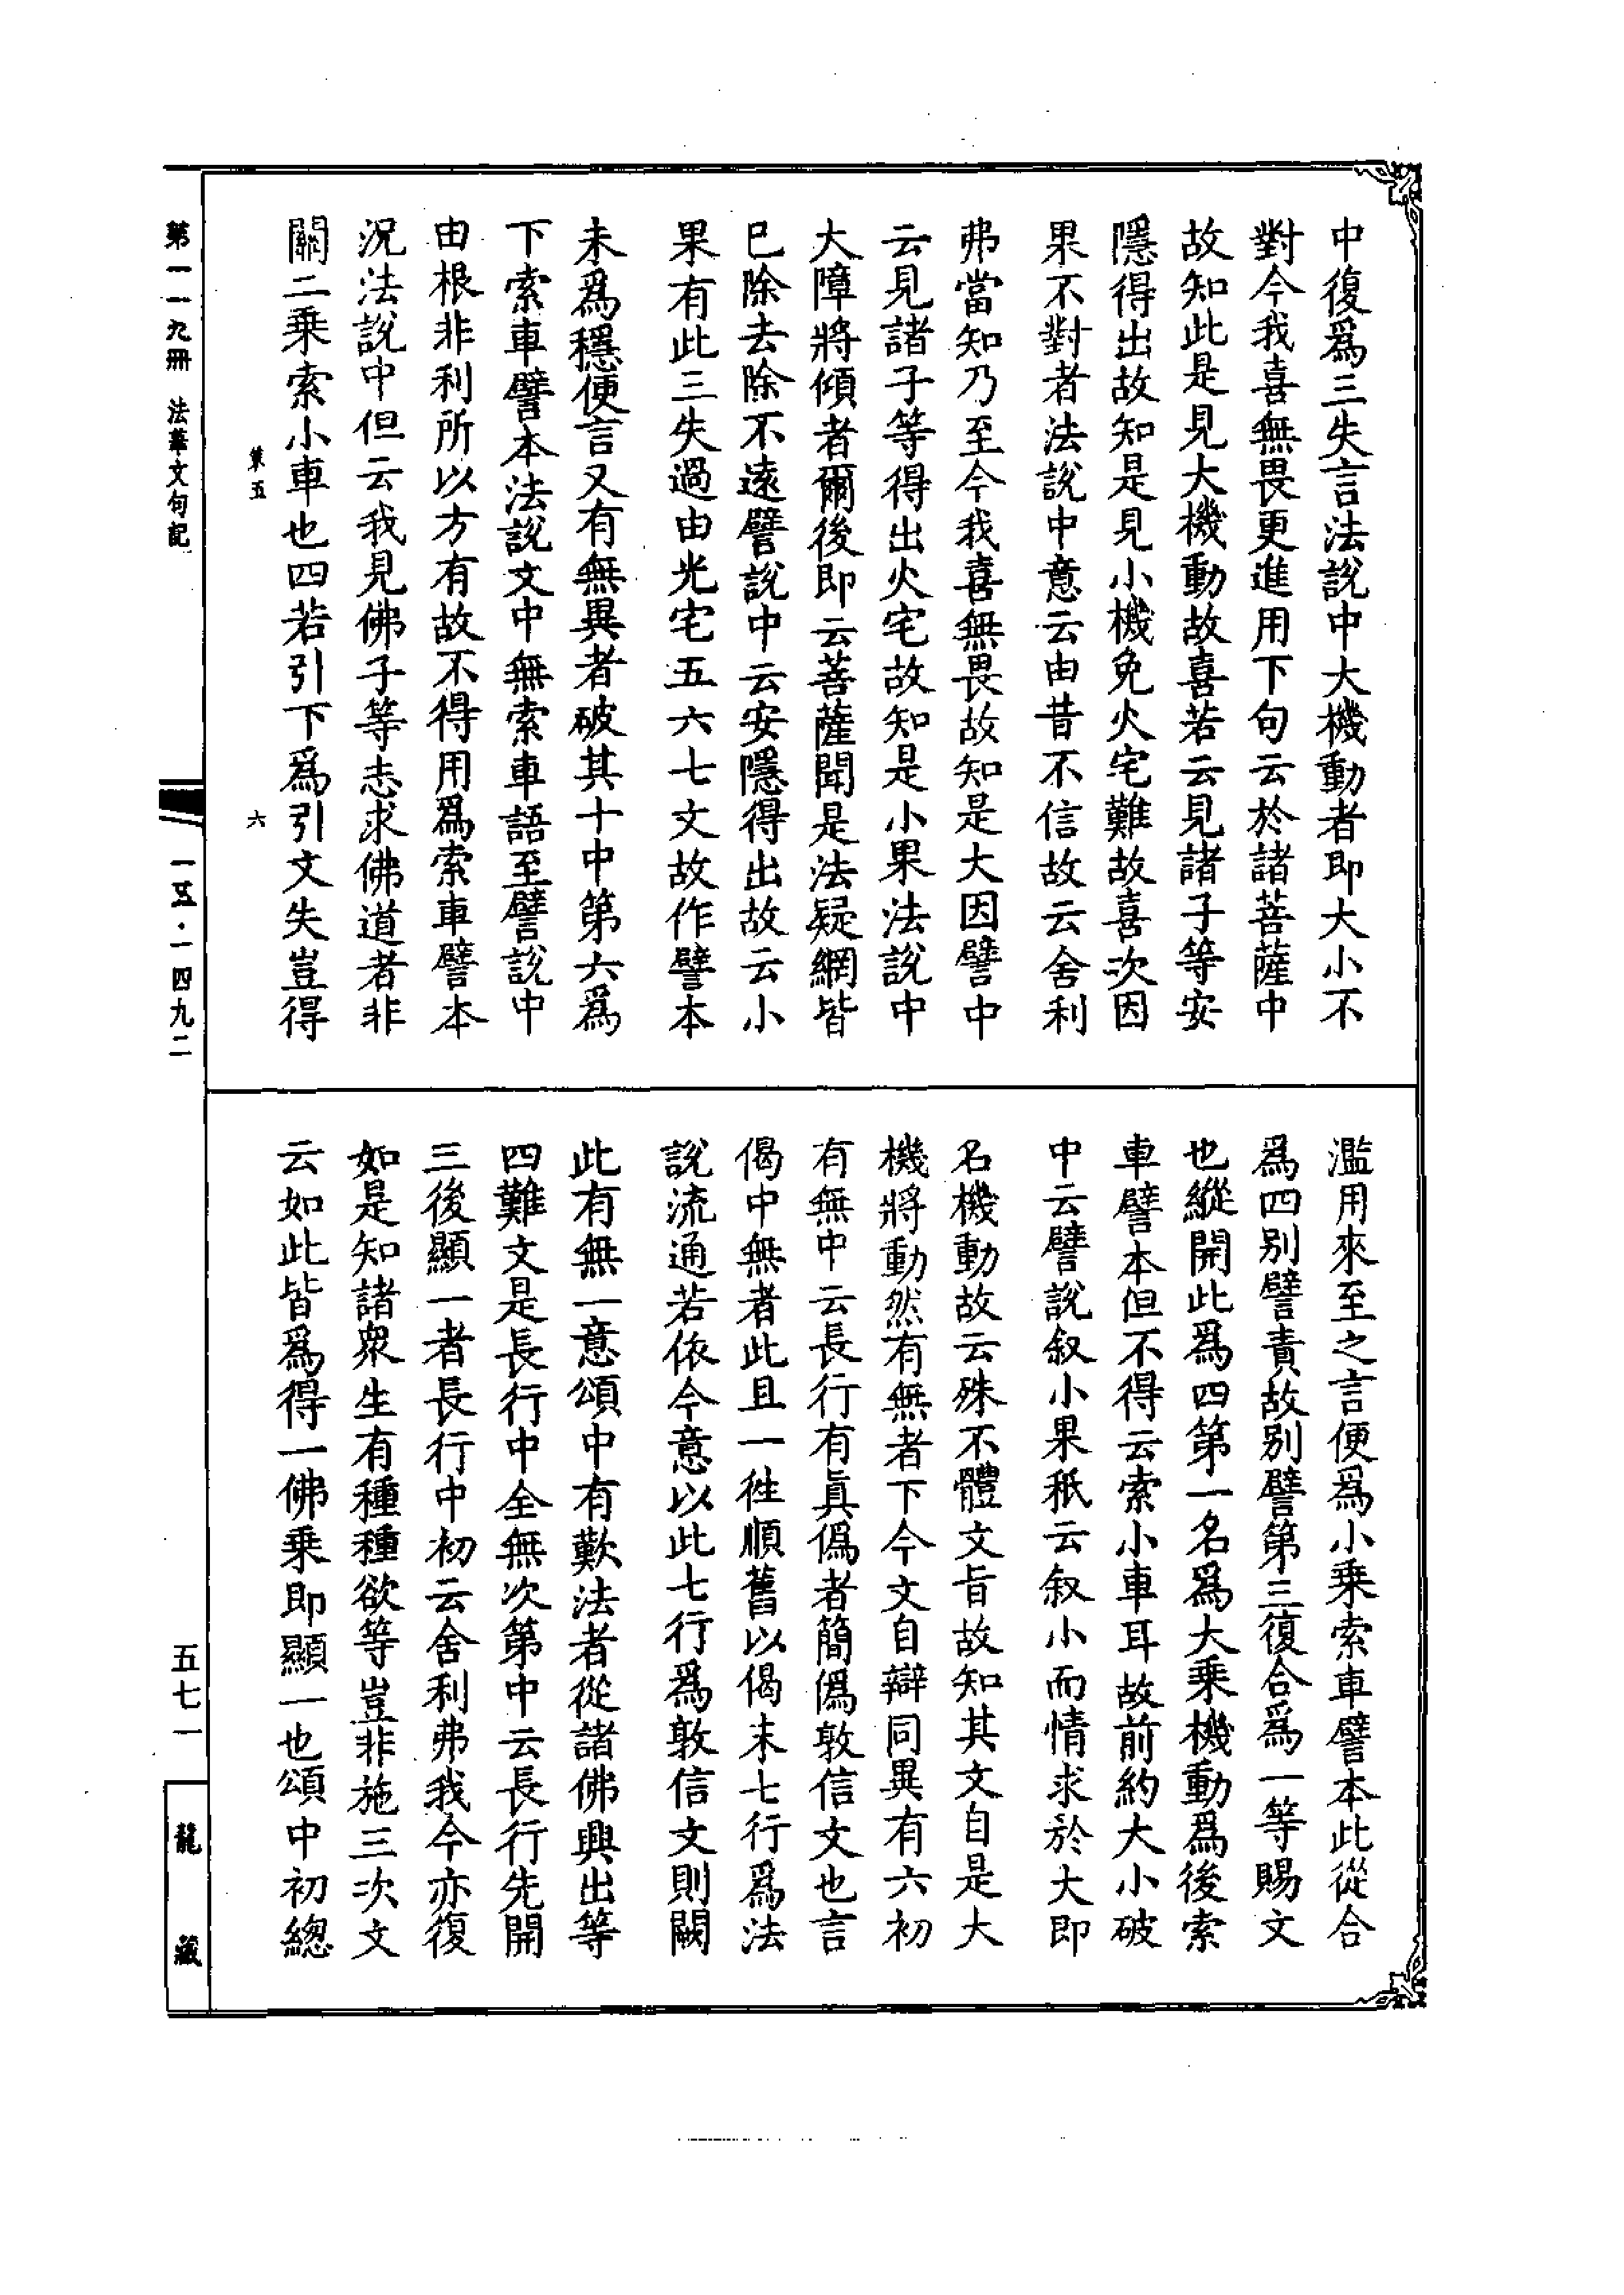 中復爲三失言法說中大機動者即大小不
對今我喜無畏更進用下句云於諸菩薩中
故知此是見大機動故喜若云見諸子等安
隱得出故知是見小機免火宅難故喜次因
果不對者法說中意云由昔不信故云舍利
弗當知乃至今我喜無畏故知是大因譬中
云見諸子等得出火宅故知是小果法說中
大障將傾者爾後即云菩薩聞是法疑網皆
已除去除不遠譬說中云安隱得出故云小
果有此三失過由光宅五六七文故作譬本
未爲穩便言又有無異者破其十中第六爲
下索車譬本法說文中無索車語至譬說中
由根非利所以方有故不得用爲索車譬本
況法說中但云我見佛子等志求佛道者非
關二乘索小車也四若引下爲引文失豈得
濫用來至之言便爲小乘索車譬本此從合
爲四別譬責故別譬第三復合爲一等賜文
也縱開此爲四第一名爲大乘機動爲後索
車譬本但不得云索小車耳故前約大小破
中云譬說叙小果秖云叙小而情求於大即
名機動故云殊不體文旨故知其文自是大
機將動然有無者下今文自辯同異有六初
有無中云長行有眞僞者簡僞敦信文也言
偈中無者此且一徃順舊以偈末七行爲法
說流通若依今意以此七行爲敦信文則闕
此有無一意頌中有歎法者從諸佛興出等
四難文是長行中全無次第中云長行先開
三後顯一者長行中初云舍利弗我今亦復
如是知諸衆生有種種欲等豈非施三次文
云如此皆爲得一佛乘即顯一也頌中初總
策五
六
第一一九冊 法華文句記
一五·一四九二
五七一
龍藏